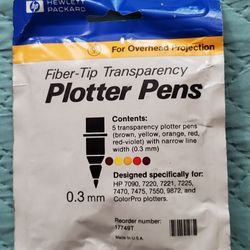 HEWLETT
PACKARD
For Overhead Projection
Fiber-Tip Transparency
Plotter Pens
Contents:
5 transparency plotter pens
(brown, yellow, orange, red,
red-violet) with narrow line
width (0.3 mm)
Designed specifically for:
HP 7090, 7220, 7221, 7225,
7470, 7475, 7550, 9872, and
ColorPro plotters.
0.3 mm
Reorder number:
17749T
Made in U.S.A.